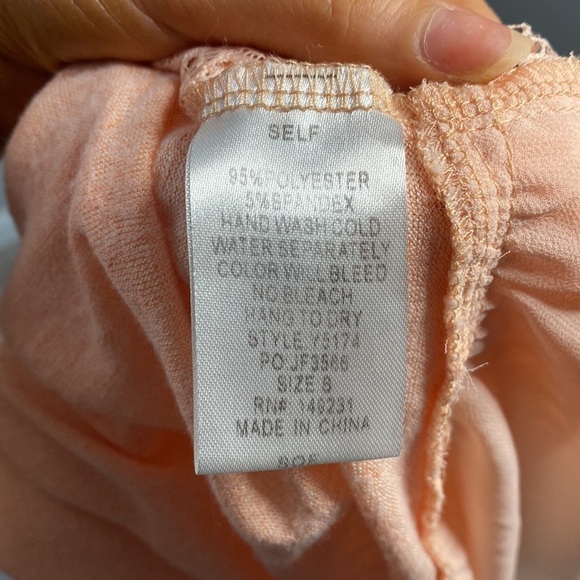 SELF
95% POLYESTER
5% SPANDEX
HAND WASH COLD
WATER SEPARATELY
COLOR WILL BLEED
NO BLEACH
HANG TO DRY
STYLE Y5174
PO:JF3566
SIZE S
RN# 148231
MADE IN CHINA